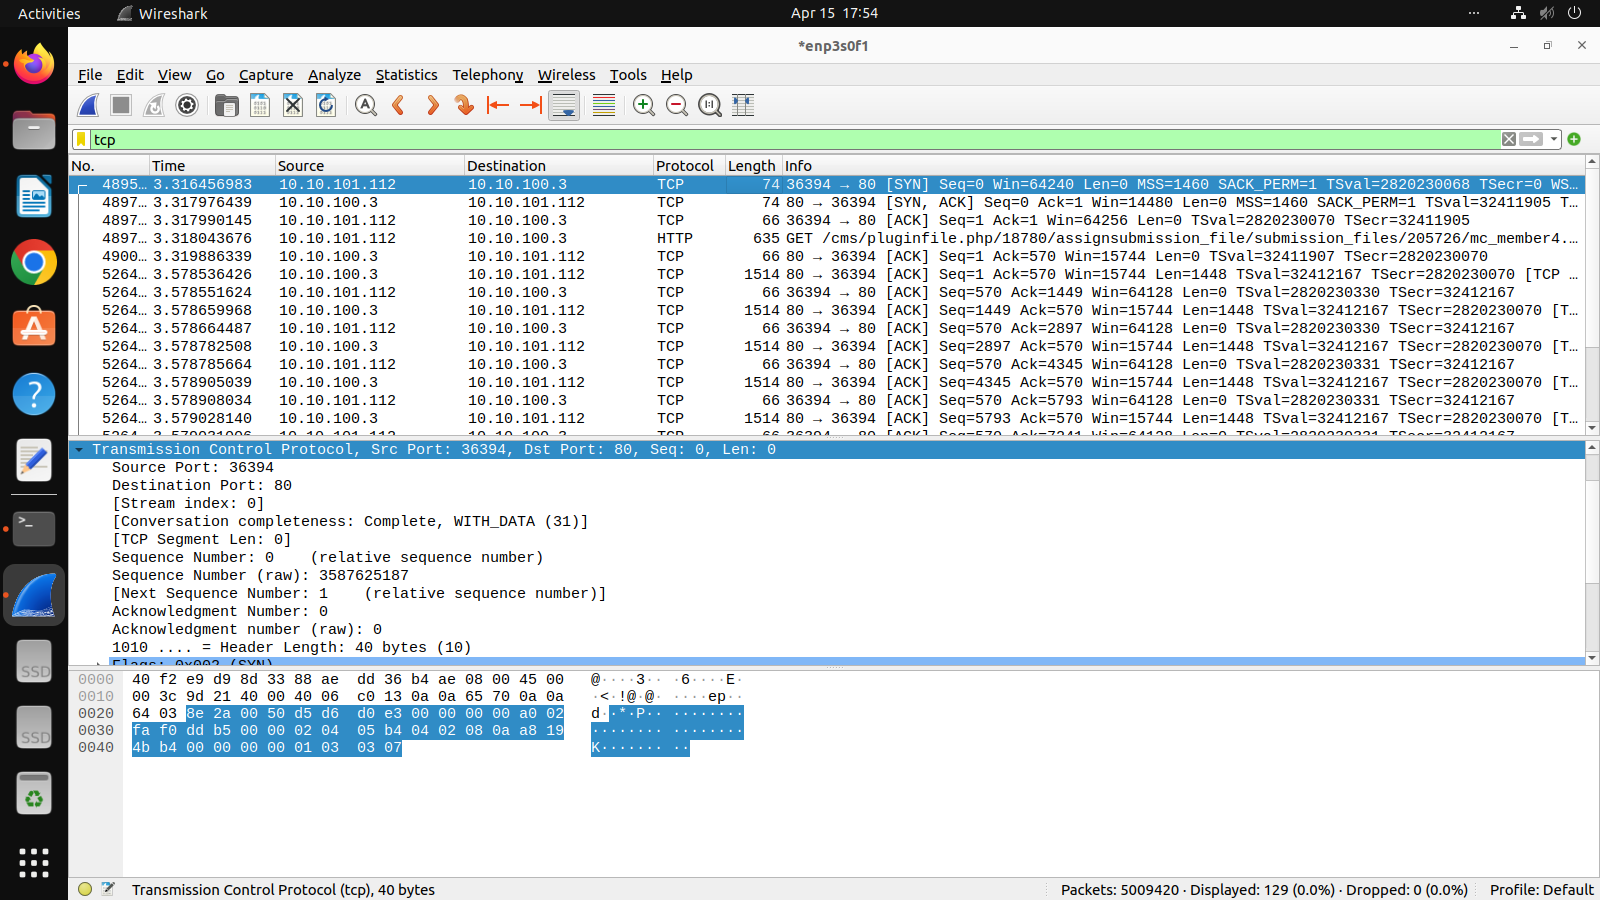 Activities
Wireshark
Apr 15 17:54
*enp3s0f1
File Edit View Go Capture Analyze Statistics Telephony Wireless Tools Help
tcp
No. Time Source Destination Protocol Length Info
4895… 3.316456983 10.10.101.112 10.10.100.3 TCP 74 36394 → 80 [SYN] Seq=0 Win=64240 Len=0 MSS=1460 SACK_PERM=1 TSval=2820230068 TSecr=0 WS…
4897… 3.317976439 10.10.100.3 10.10.101.112 TCP 74 80 → 36394 [SYN, ACK] Seq=0 Ack=1 Win=14480 Len=0 MSS=1460 SACK_PERM=1 TSval=32411905 T…
4897… 3.317990145 10.10.101.112 10.10.100.3 TCP 66 36394 → 80 [ACK] Seq=1 Ack=1 Win=64256 Len=0 TSval=2820230070 TSecr=32411905
4897… 3.318043676 10.10.101.112 10.10.100.3 HTTP 635 GET /cms/pluginfile.php/18780/assignsubmission_file/submission_files/205726/mc_member4.…
4900… 3.319886339 10.10.100.3 10.10.101.112 TCP 66 80 → 36394 [ACK] Seq=1 Ack=570 Win=15744 Len=0 TSval=32411907 TSecr=2820230070
5264… 3.578536426 10.10.100.3 10.10.101.112 TCP 1514 80 → 36394 [ACK] Seq=1 Ack=570 Win=15744 Len=1448 TSval=32412167 TSecr=2820230070 [TCP …
5264… 3.578551624 10.10.101.112 10.10.100.3 TCP 66 36394 → 80 [ACK] Seq=570 Ack=1449 Win=64128 Len=0 TSval=2820230330 TSecr=32412167
5264… 3.578659968 10.10.100.3 10.10.101.112 TCP 1514 80 → 36394 [ACK] Seq=1449 Ack=570 Win=15744 Len=1448 TSval=32412167 TSecr=2820230070 [T…
5264… 3.578664487 10.10.101.112 10.10.100.3 TCP 66 36394 → 80 [ACK] Seq=570 Ack=2897 Win=64128 Len=0 TSval=2820230330 TSecr=32412167
5264… 3.578782508 10.10.100.3 10.10.101.112 TCP 1514 80 → 36394 [ACK] Seq=2897 Ack=570 Win=15744 Len=1448 TSval=32412167 TSecr=2820230070 [T…
5264… 3.578785664 10.10.101.112 10.10.100.3 TCP 66 36394 → 80 [ACK] Seq=570 Ack=4345 Win=64128 Len=0 TSval=2820230331 TSecr=32412167
5264… 3.578905039 10.10.100.3 10.10.101.112 TCP 1514 80 → 36394 [ACK] Seq=4345 Ack=570 Win=15744 Len=1448 TSval=32412167 TSecr=2820230070 [T…
5264… 3.578908034 10.10.101.112 10.10.100.3 TCP 66 36394 → 80 [ACK] Seq=570 Ack=5793 Win=64128 Len=0 TSval=2820230331 TSecr=32412167
5264… 3.579028140 10.10.100.3 10.10.101.112 TCP 1514 80 → 36394 [ACK] Seq=5793 Ack=570 Win=15744 Len=1448 TSval=32412167 TSecr=2820230070 [T…
Transmission Control Protocol, Src Port: 36394, Dst Port: 80, Seq: 0, Len: 0
Source Port: 36394
Destination Port: 80
[Stream index: 0]
[Conversation completeness: Complete, WITH_DATA (31)]
[TCP Segment Len: 0]
Sequence Number: 0 (relative sequence number)
Sequence Number (raw): 3587625187
[Next Sequence Number: 1 (relative sequence number)]
Acknowledgment Number: 0
Acknowledgment number (raw): 0
1010 .... = Header Length: 40 bytes (10)
Flags: 0x002 (SYN)
0000 40 f2 e9 d9 8d 33 88 ae dd 36 b4 ae 08 00 45 00 @····3·· ·6····E·
0010 00 3c 9d 21 40 00 40 06 c0 13 0a 0a 65 70 0a 0a ·<·!@·@· ····ep··
0020 64 03 8e 2a 00 50 d5 d6 d0 e3 00 00 00 00 a0 02 d··*·P·· ········
0030 fa f0 dd b5 00 00 02 04 05 b4 04 02 08 0a a8 19 ········ ········
0040 4b b4 00 00 00 00 01 03 03 07 K······· ··
SSD
SSD
Transmission Control Protocol (tcp), 40 bytes
Packets: 5009420 · Displayed: 129 (0.0%) · Dropped: 0 (0.0%)
Profile: Default